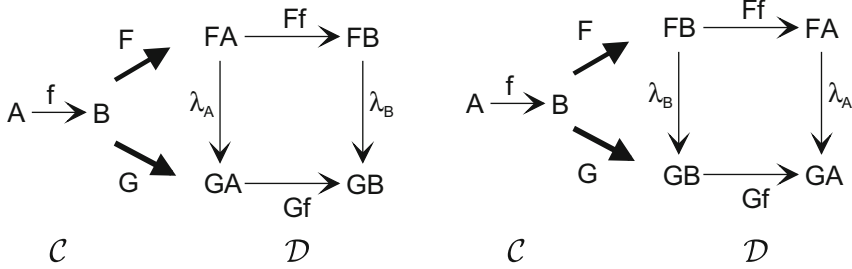 F FA Ff FB F FB Ff FA
A f B λA λB A f B λB λA
G GA Gf GB G GB Gf GA
𝒞 𝒟 𝒞 𝒟